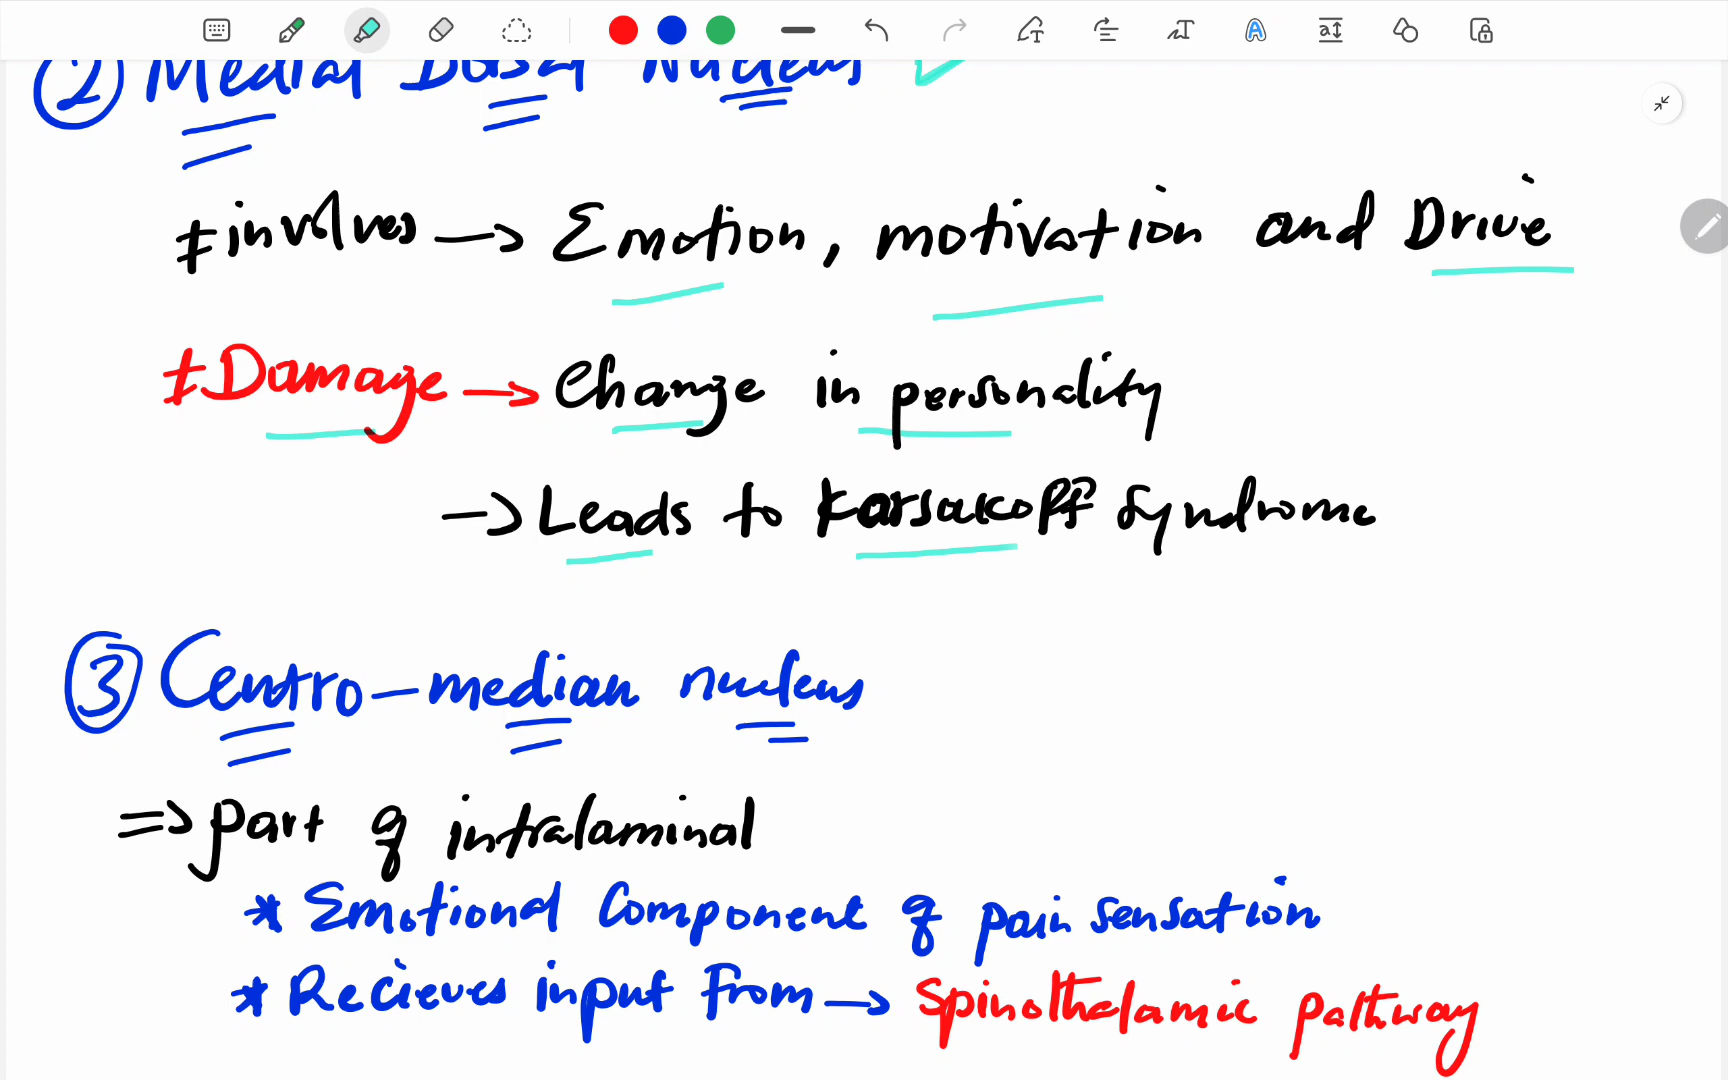 ② Medial Dorsal Nucleus ✓
‡ involves → Emotion, motivation and Drive
‡ Damage → Change in personality
→ Leads to Korsakoff Syndrome
③ Centro-median nucleus
⇒ part of intralaminal
* Emotional Component of pain sensation
* Recieves input from → Spinothalamic pathway